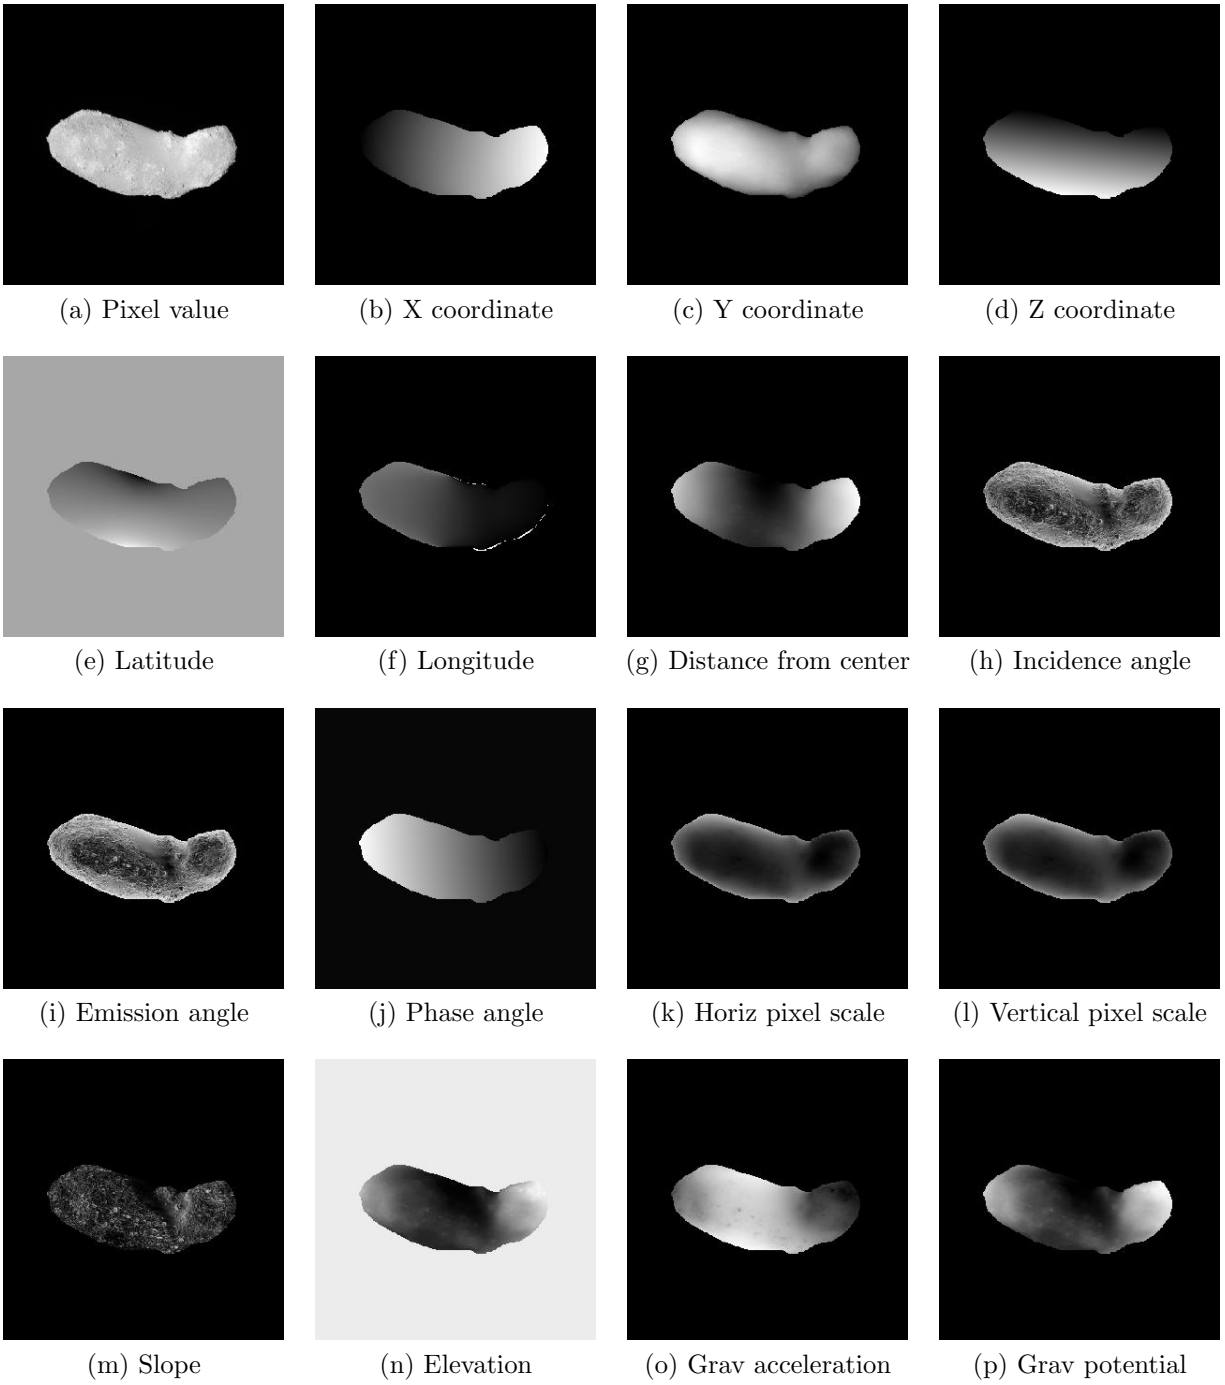 (a) Pixel value
(b) X coordinate
(c) Y coordinate
(d) Z coordinate
(e) Latitude
(f) Longitude
(g) Distance from center
(h) Incidence angle
(i) Emission angle
(j) Phase angle
(k) Horiz pixel scale
(l) Vertical pixel scale
(m) Slope
(n) Elevation
(o) Grav acceleration
(p) Grav potential